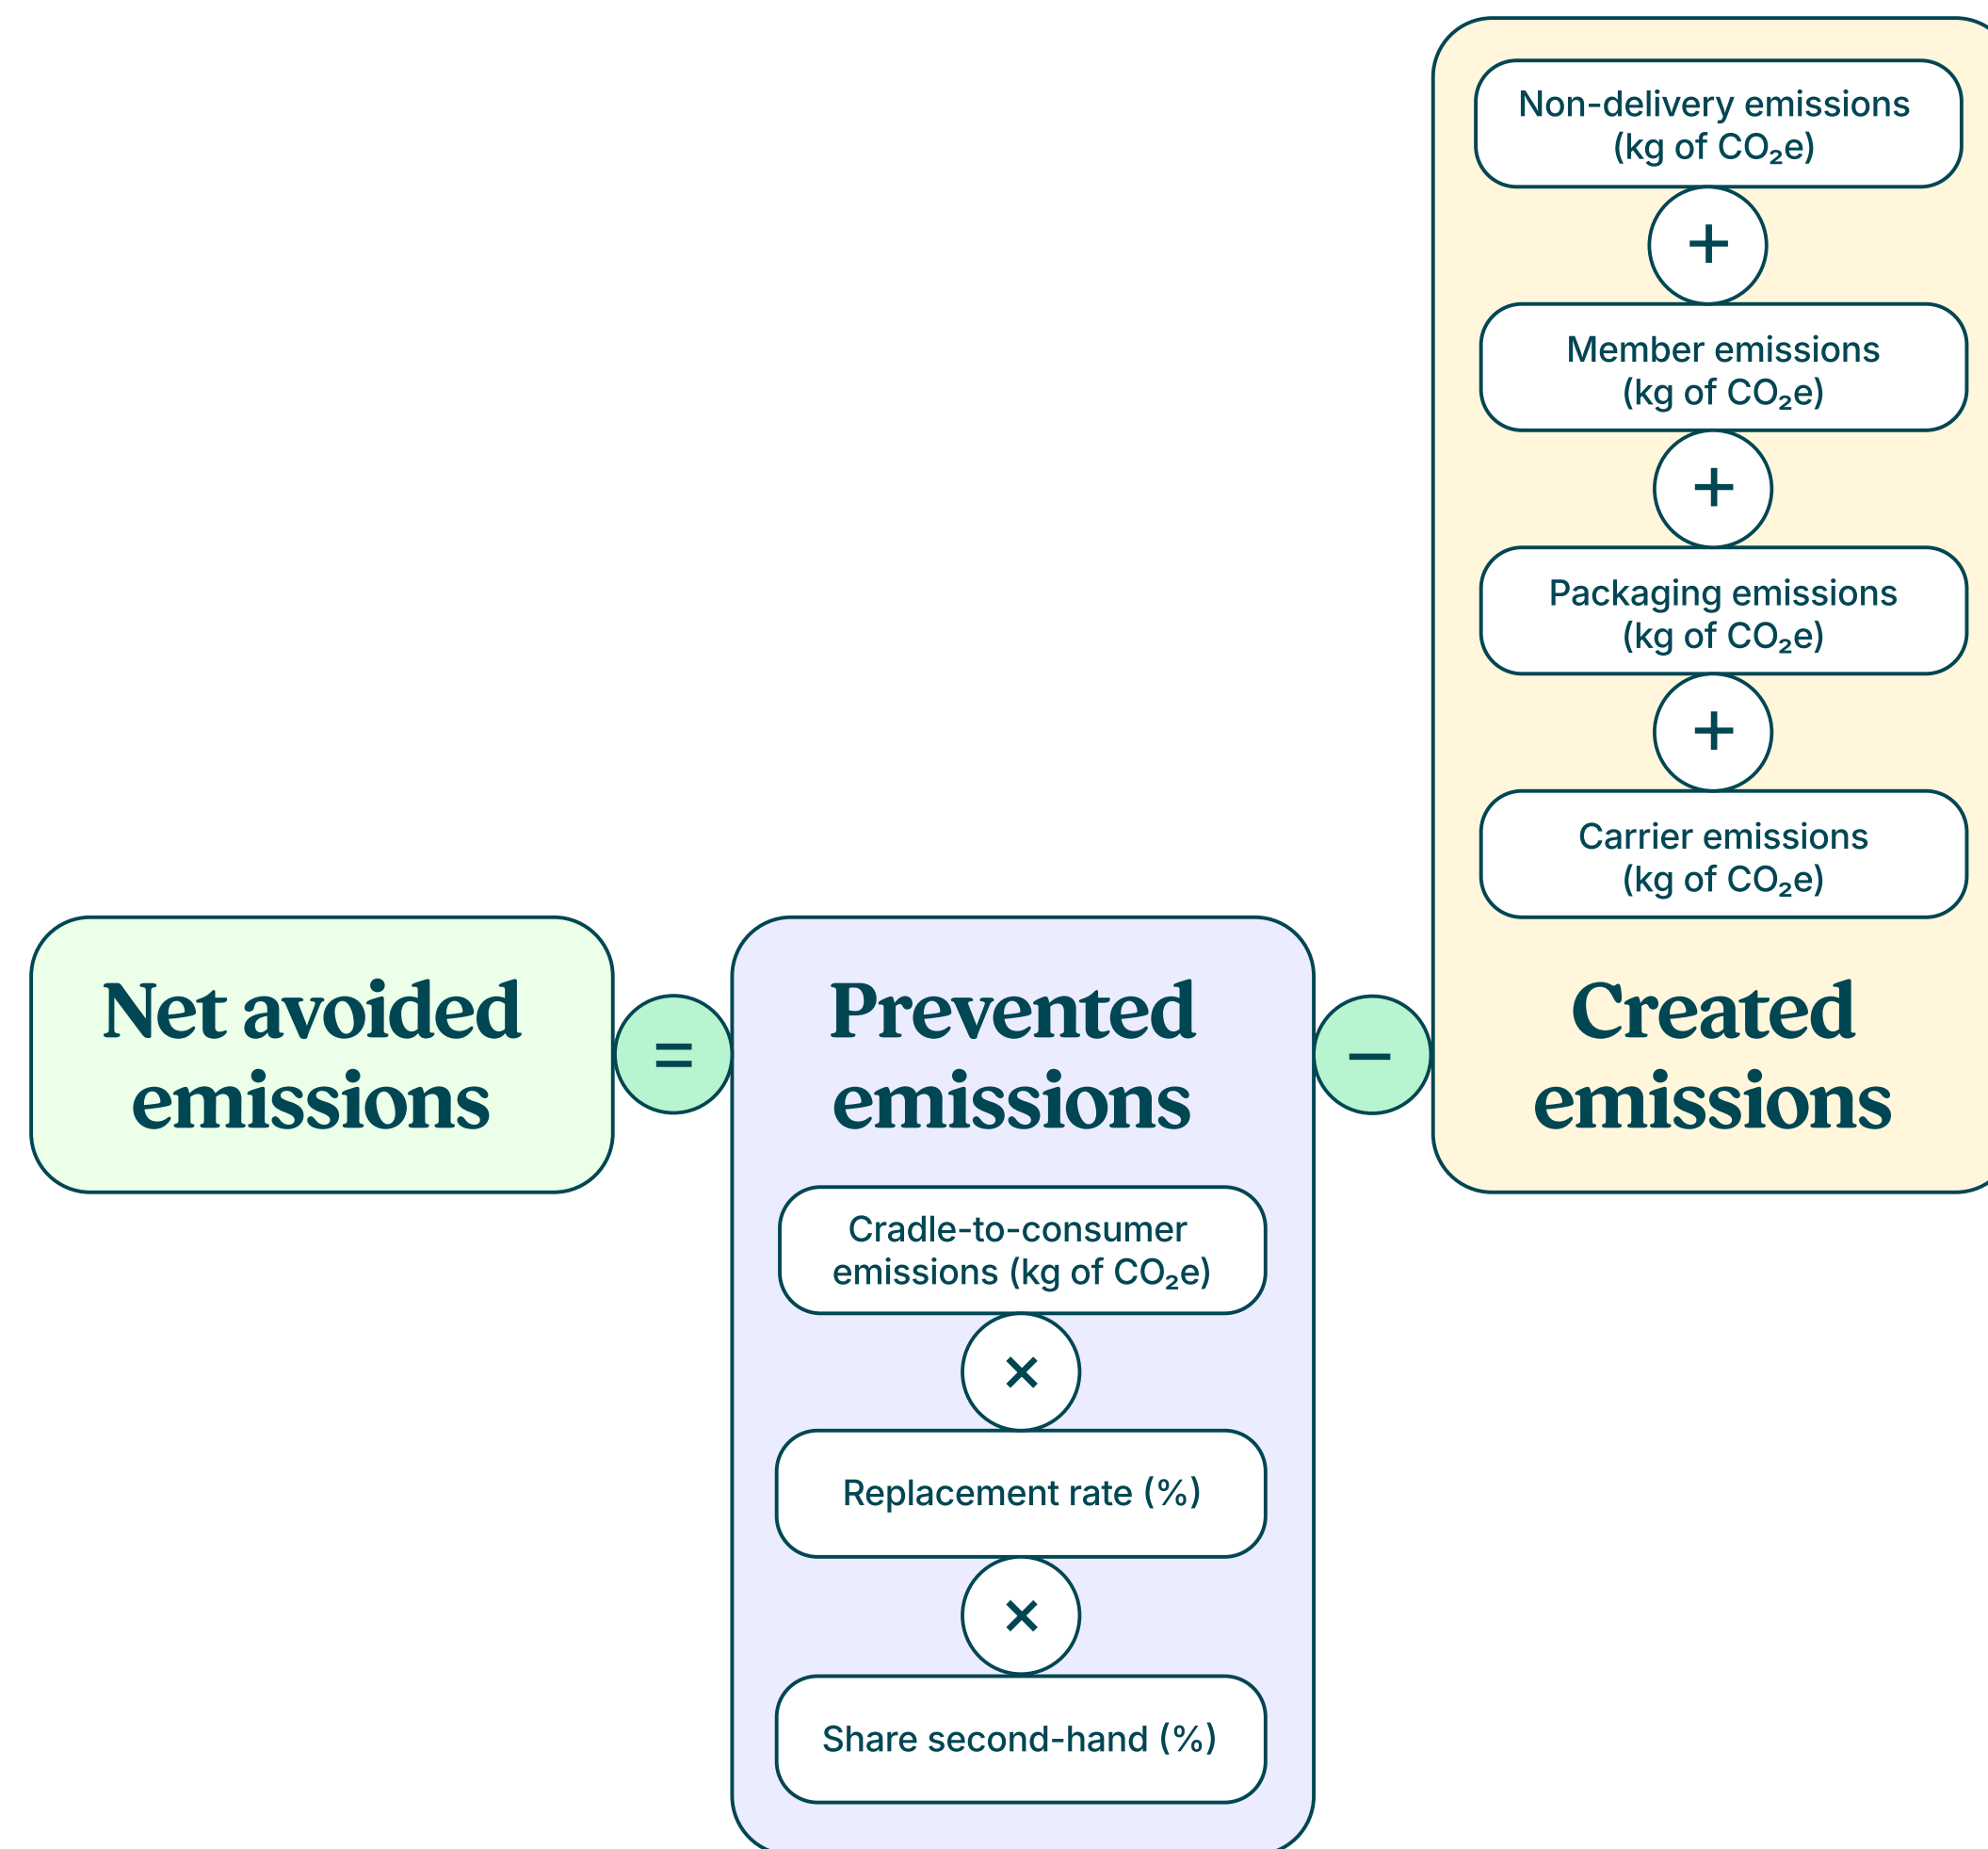 Non-delivery emissions
(kg of CO₂e)
+
Member emissions
(kg of CO₂e)
+
Packaging emissions
(kg of CO₂e)
+
Carrier emissions
(kg of CO₂e)
Net avoided
emissions
=
Prevented
emissions
–
Created
emissions
Cradle-to-consumer
emissions (kg of CO₂e)
×
Replacement rate (%)
×
Share second-hand (%)